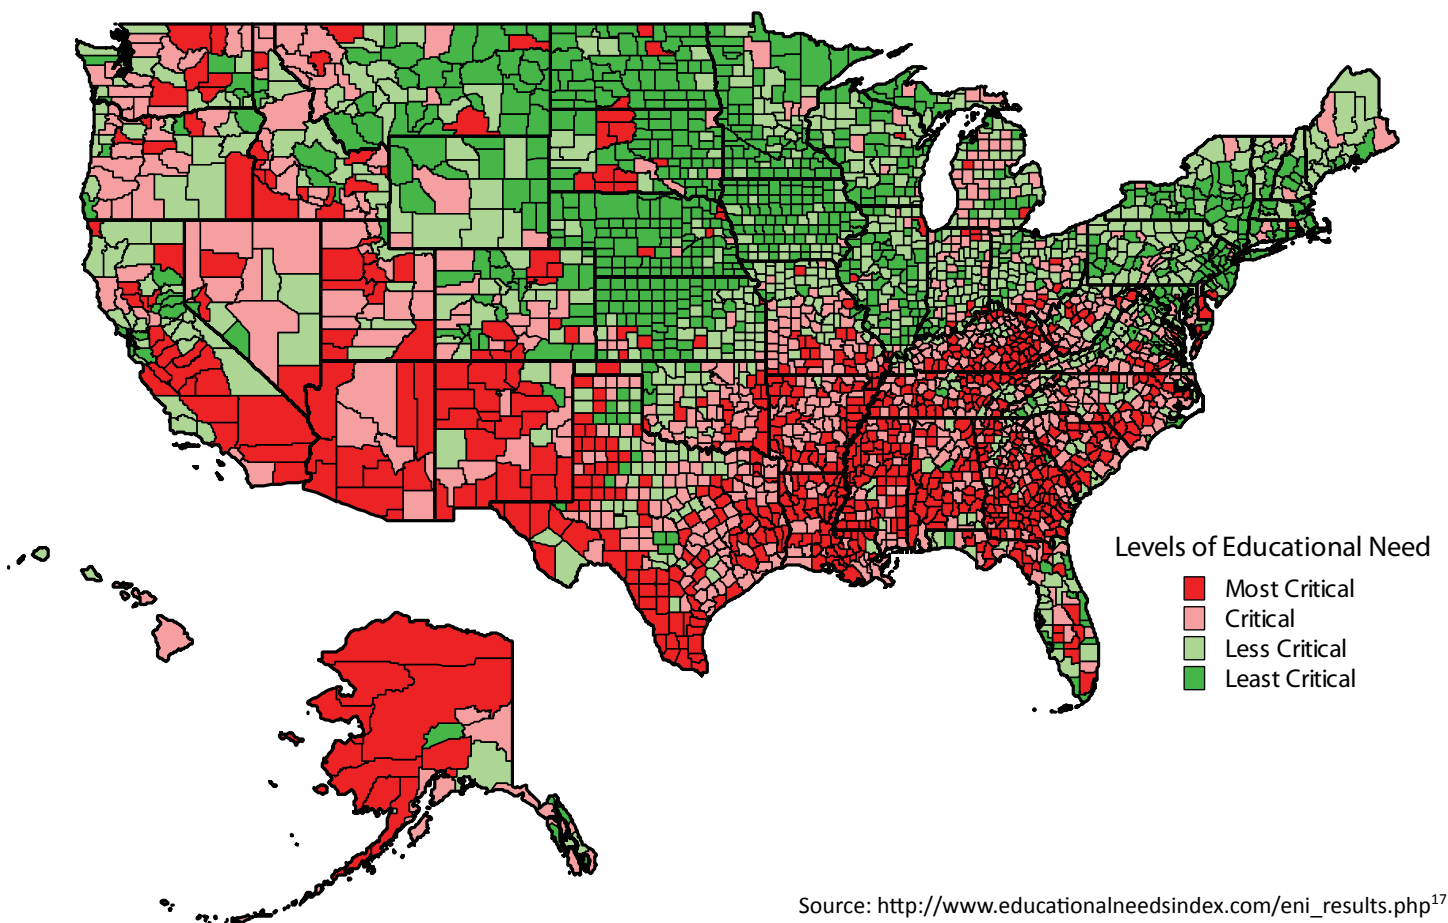 Levels of Educational Need
Most Critical
Critical
Less Critical
Least Critical
Source: http://www.educationalneedsindex.com/eni_results.php¹⁷